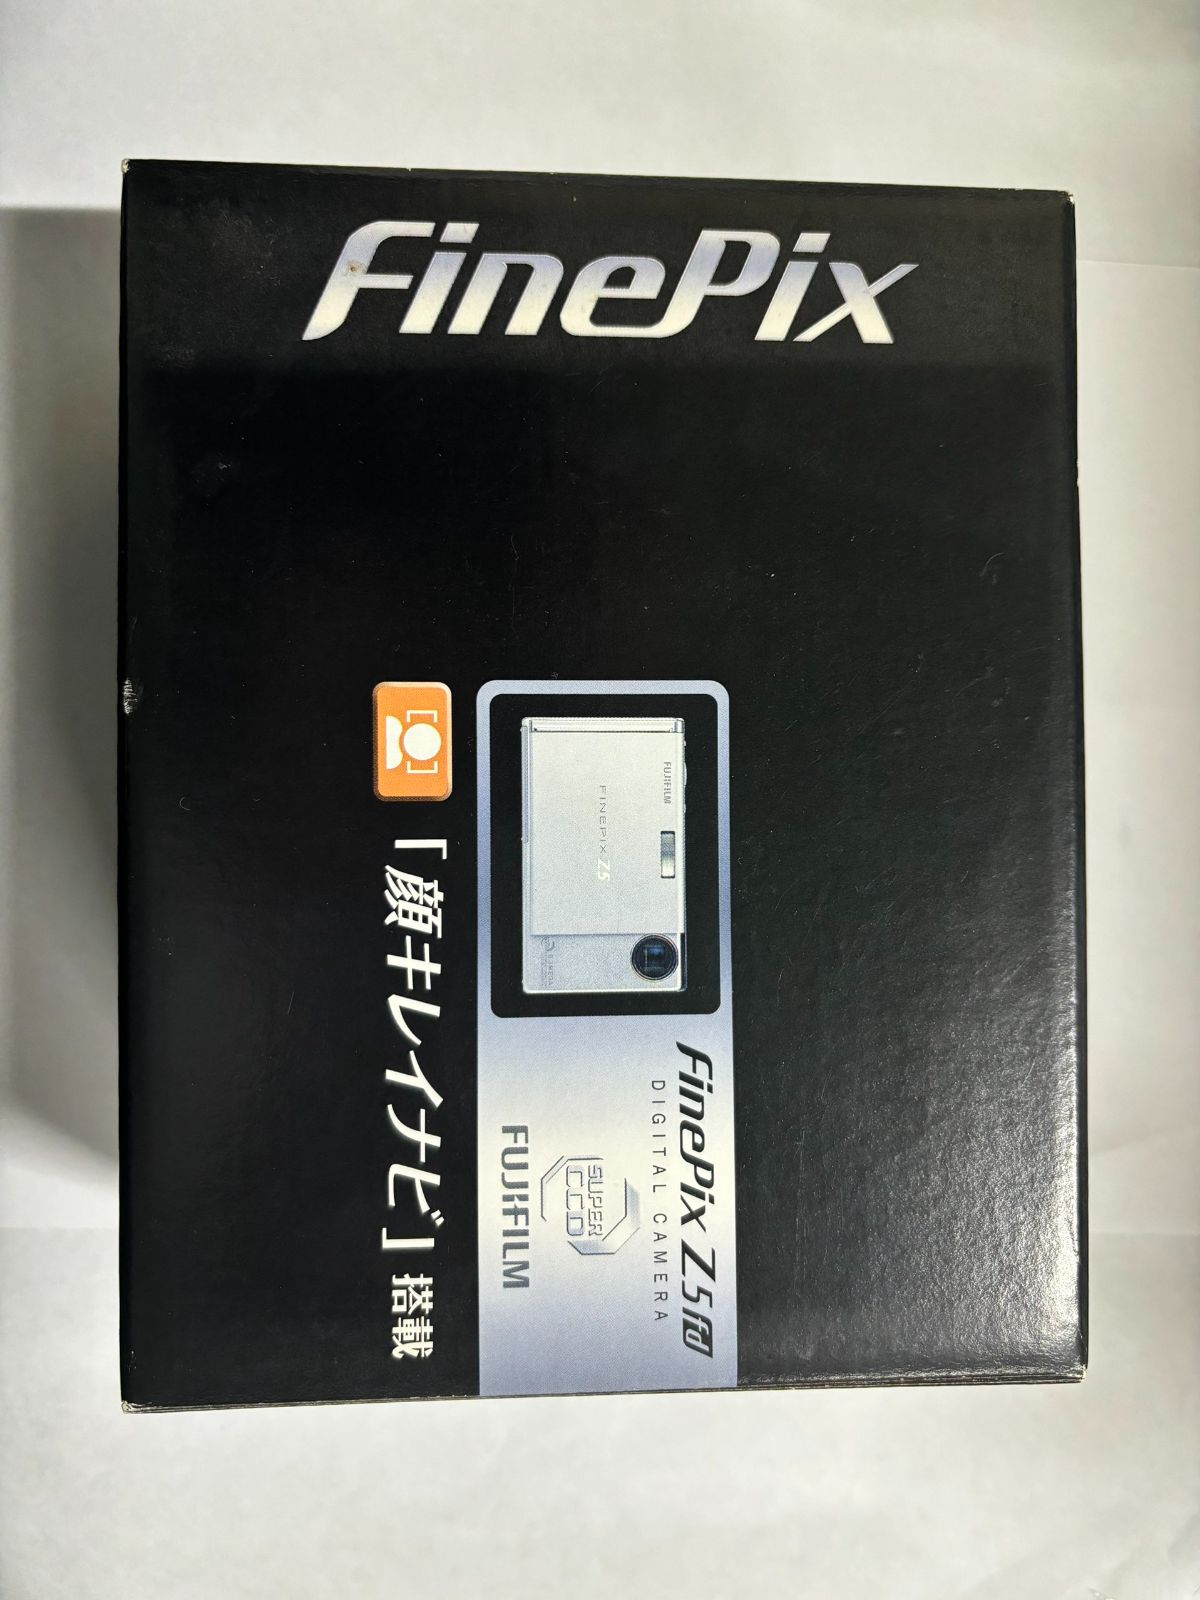 FinePix
FUJIFILM
FINEPIX Z5
FinePix Z5fd
DIGITAL CAMERA
SUPER
CCD
FUJIFILM
「顔キレイナビ」搭載